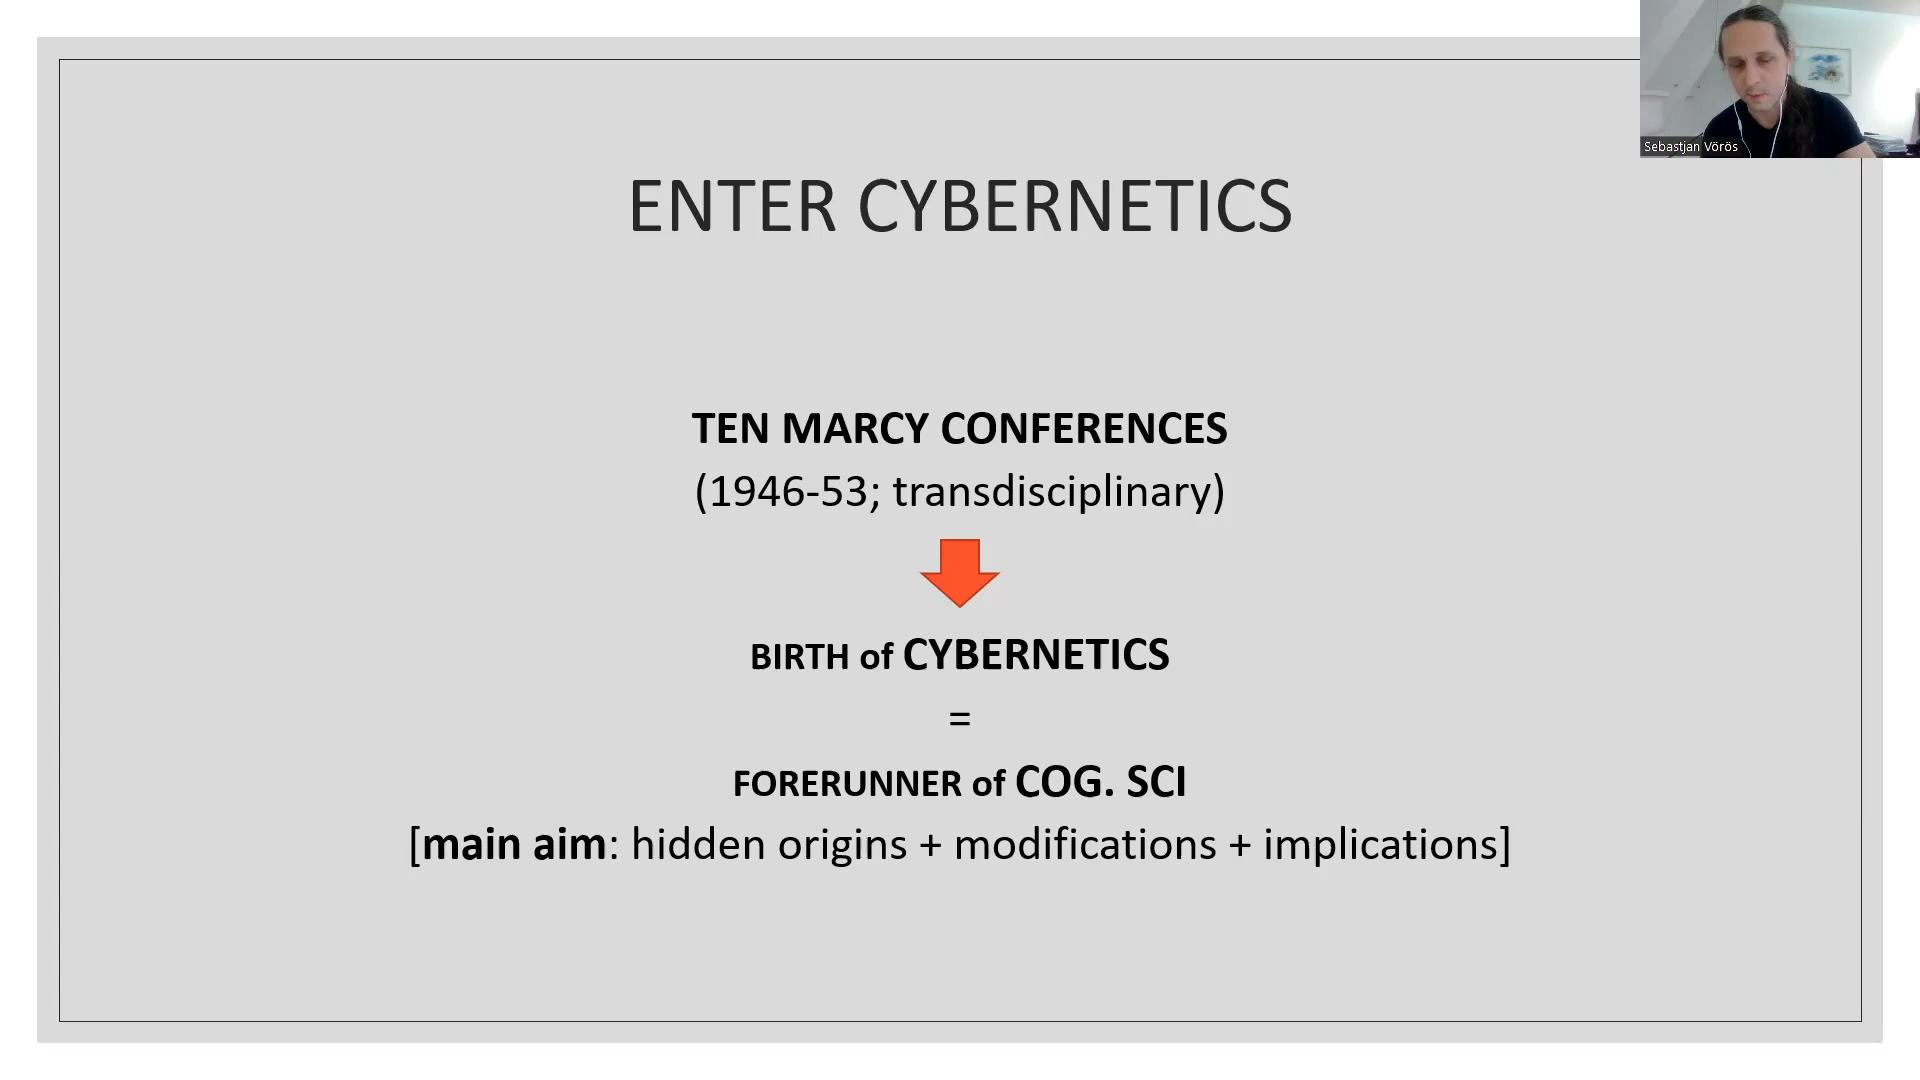 Sebastjan Vörös
ENTER CYBERNETICS
TEN MARCY CONFERENCES
(1946-53; transdisciplinary)
BIRTH of CYBERNETICS
=
FORERUNNER of COG. SCI
[main aim: hidden origins + modifications + implications]